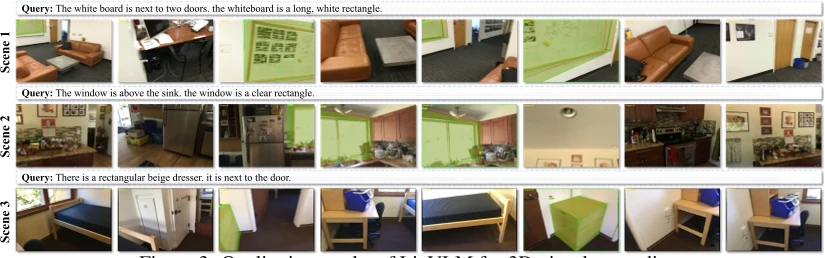 Query: The white board is next to two doors. the whiteboard is a long, white rectangle.
Scene 1
Query: The window is above the sink. the window is a clear rectangle.
Scene 2
Query: There is a rectangular beige dresser. it is next to the door.
Scene 3